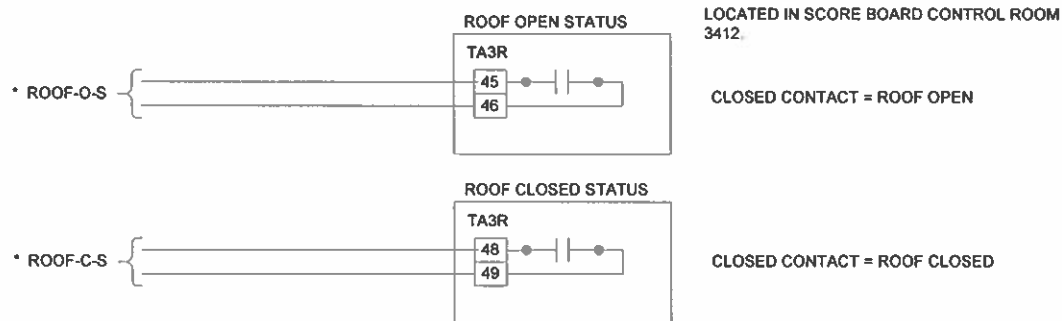 ROOF OPEN STATUS
LOCATED IN SCORE BOARD CONTROL ROOM
3412
TA3R
* ROOF-O-S
45
46
CLOSED CONTACT = ROOF OPEN
ROOF CLOSED STATUS
TA3R
* ROOF-C-S
48
49
CLOSED CONTACT = ROOF CLOSED